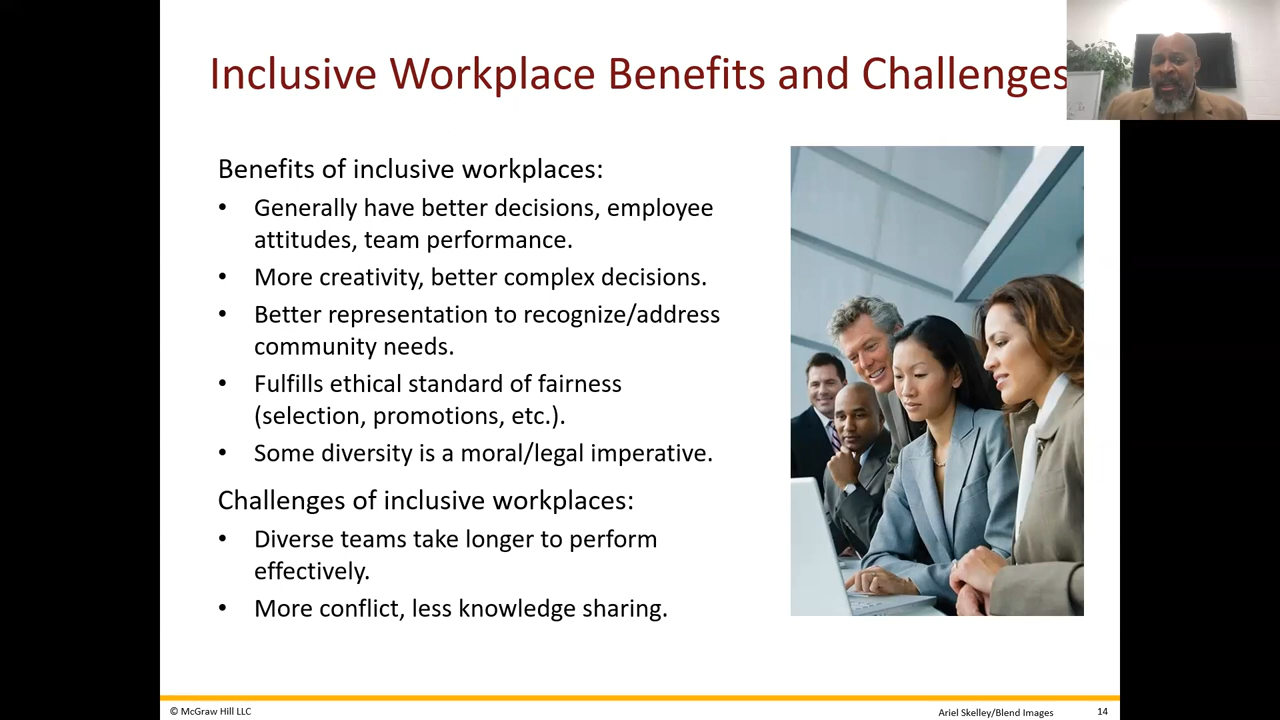 Inclusive Workplace Benefits and Challenges
Benefits of inclusive workplaces:
• Generally have better decisions, employee
attitudes, team performance.
• More creativity, better complex decisions.
• Better representation to recognize/address
community needs.
• Fulfills ethical standard of fairness
(selection, promotions, etc.).
• Some diversity is a moral/legal imperative.
Challenges of inclusive workplaces:
• Diverse teams take longer to perform
effectively.
• More conflict, less knowledge sharing.
© McGraw Hill LLC
Ariel Skelley/Blend Images
14